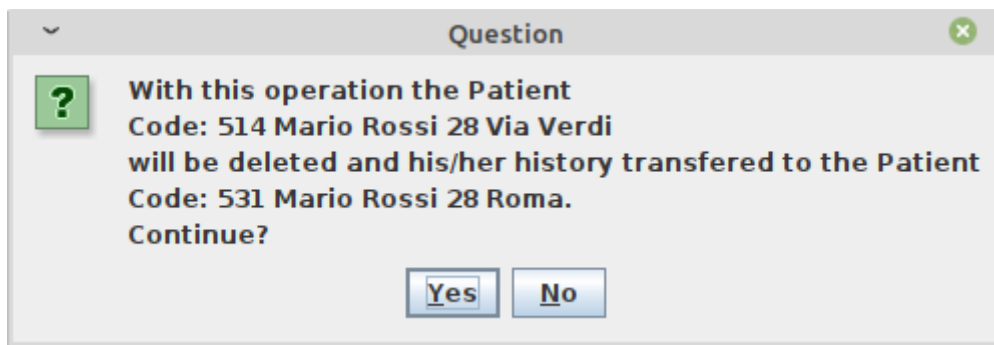 Question
?
With this operation the Patient
Code: 514 Mario Rossi 28 Via Verdi
will be deleted and his/her history transfered to the Patient
Code: 531 Mario Rossi 28 Roma.
Continue?
Yes No